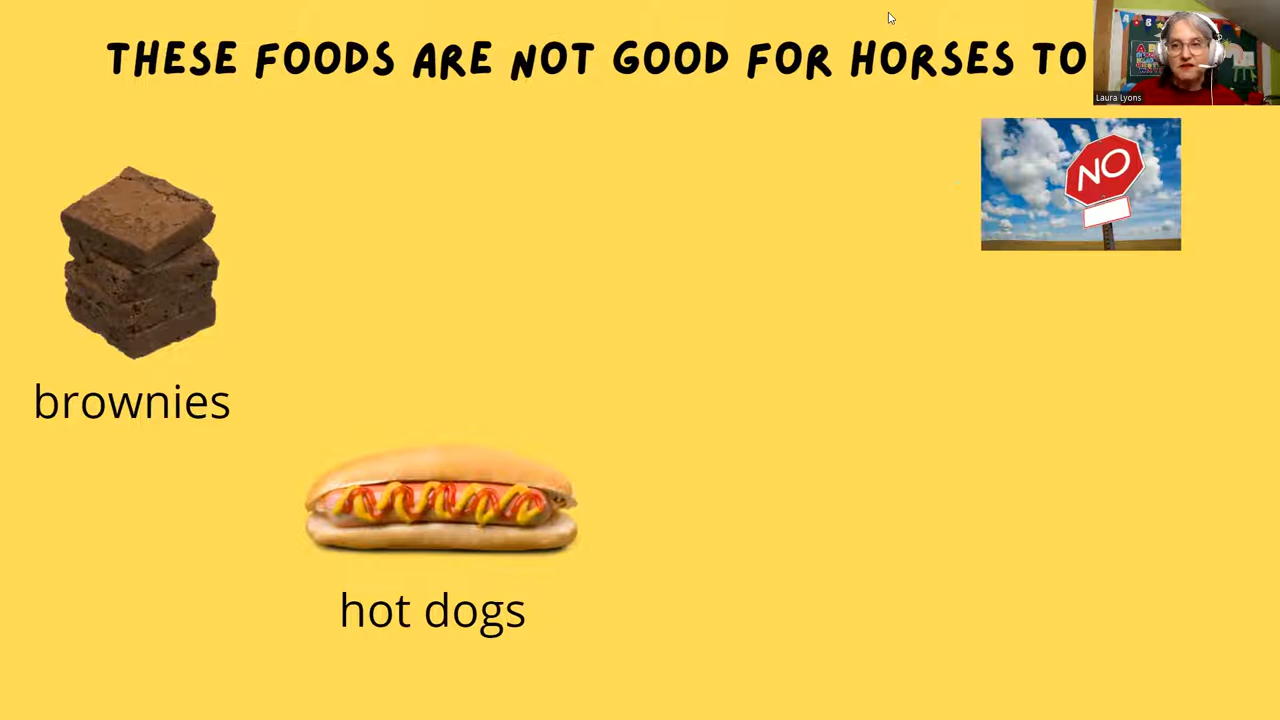 THESE FOODS ARE NOT GOOD FOR HORSES TO
Laura Lyons
NO
brownies
hot dogs